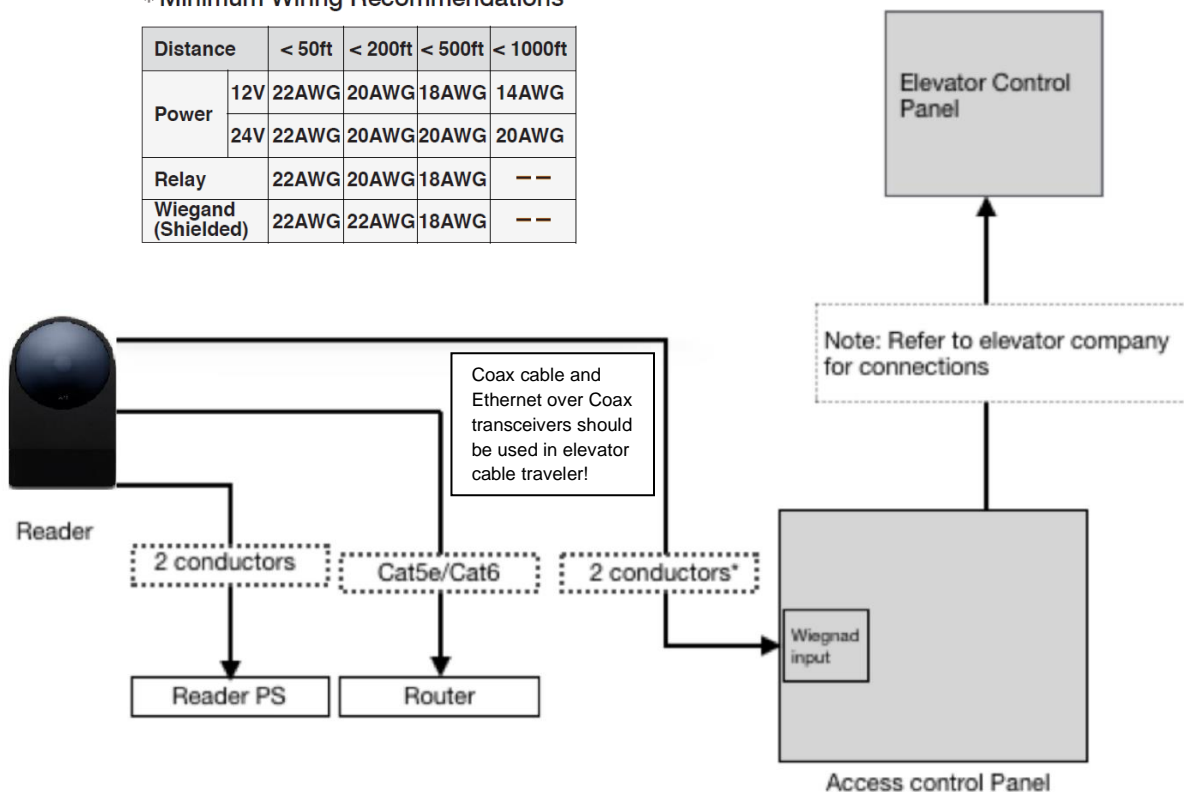 *Minimum Wiring Recommendations
Distance < 50ft < 200ft < 500ft < 1000ft
Power 12V 22AWG 20AWG 18AWG 14AWG
24V 22AWG 20AWG 20AWG 20AWG
Relay 22AWG 20AWG 18AWG --
Wiegand
(Shielded) 22AWG 22AWG 18AWG --
Elevator Control
Panel
Note: Refer to elevator company
for connections
Coax cable and
Ethernet over Coax
transceivers should
be used in elevator
cable traveler!
Reader
2 conductors
Cat5e/Cat6
2 conductors*
Wiegnad
input
Reader PS
Router
Access control Panel